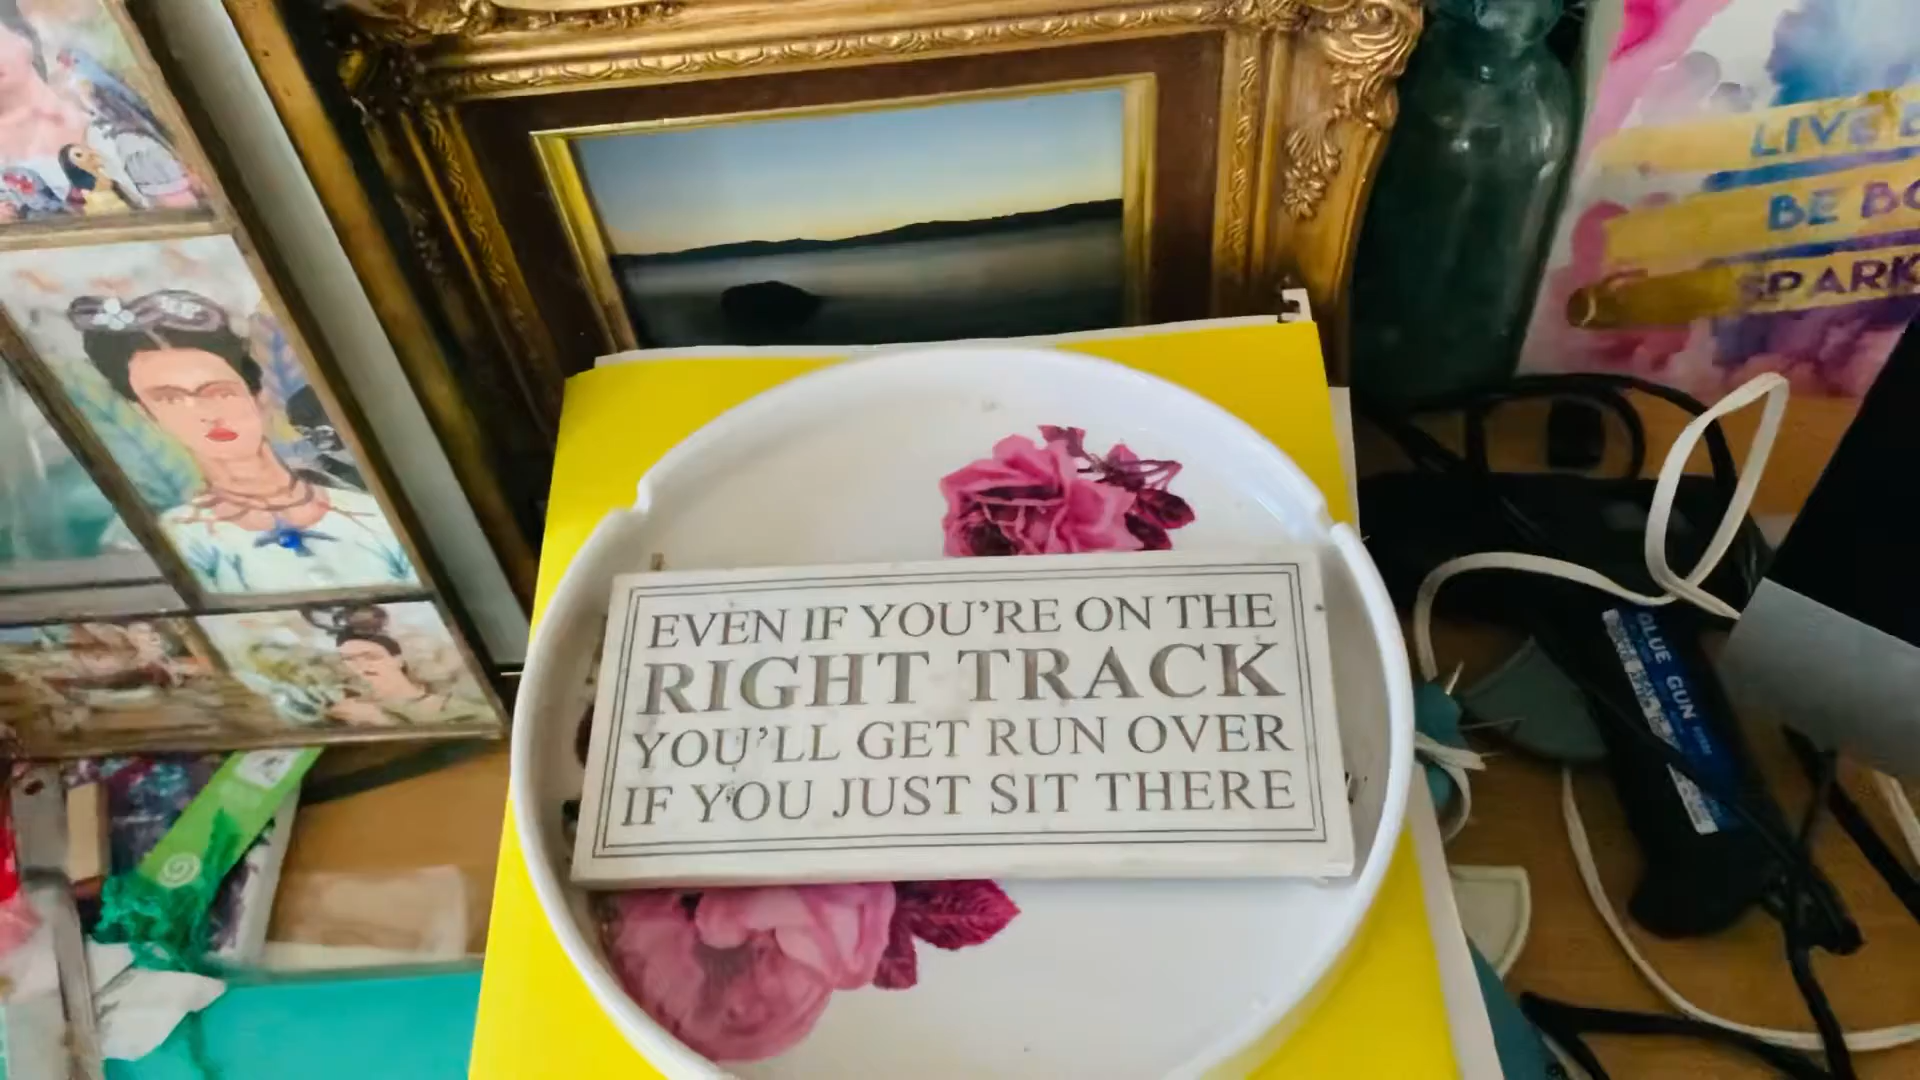 EVEN IF YOU'RE ON THE
RIGHT TRACK
YOU'LL GET RUN OVER
IF YOU JUST SIT THERE
LIVE
BE
SPARK
GLUE GUN